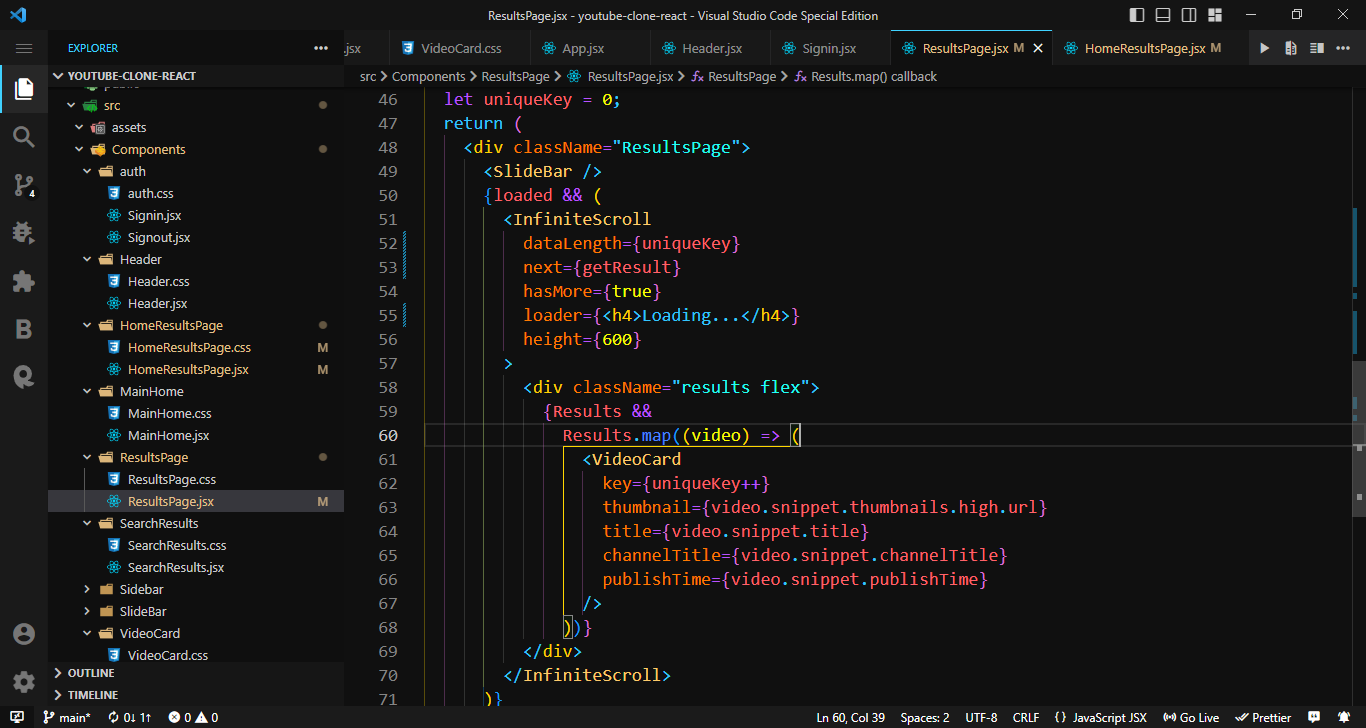 ResultsPage.jsx - youtube-clone-react - Visual Studio Code Special Edition
EXPLORER
.jsx
VideoCard.css
App.jsx
Header.jsx
Signin.jsx
ResultsPage.jsx M
HomeResultsPage.jsx M
YOUTUBE-CLONE-REACT
public
src
assets
Components
auth
auth.css
Signin.jsx
Signout.jsx
Header
Header.css
Header.jsx
HomeResultsPage
HomeResultsPage.css M
HomeResultsPage.jsx M
MainHome
MainHome.css
MainHome.jsx
ResultsPage
ResultsPage.css
ResultsPage.jsx M
SearchResults
SearchResults.css
SearchResults.jsx
Sidebar
SlideBar
VideoCard
VideoCard.css
OUTLINE
TIMELINE
4
B
src > Components > ResultsPage > ResultsPage.jsx > ResultsPage > Results.map() callback
46 let uniqueKey = 0;
47 return (
48 <div className="ResultsPage">
49 <SlideBar />
50 {loaded && (
51 <InfiniteScroll
52 dataLength={uniqueKey}
53 next={getResult}
54 hasMore={true}
55 loader={<h4>Loading...</h4>}
56 height={600}
57 >
58 <div className="results flex">
59 {Results &&
60 Results.map((video) => (
61 <VideoCard
62 key={uniqueKey++}
63 thumbnail={video.snippet.thumbnails.high.url}
64 title={video.snippet.title}
65 channelTitle={video.snippet.channelTitle}
66 publishTime={video.snippet.publishTime}
67 />
68 ))}
69 </div>
70 </InfiniteScroll>
71 )}
main* 0↓ 1↑ 0 0 Ln 60, Col 39 Spaces: 2 UTF-8 CRLF {} JavaScript JSX Go Live Prettier